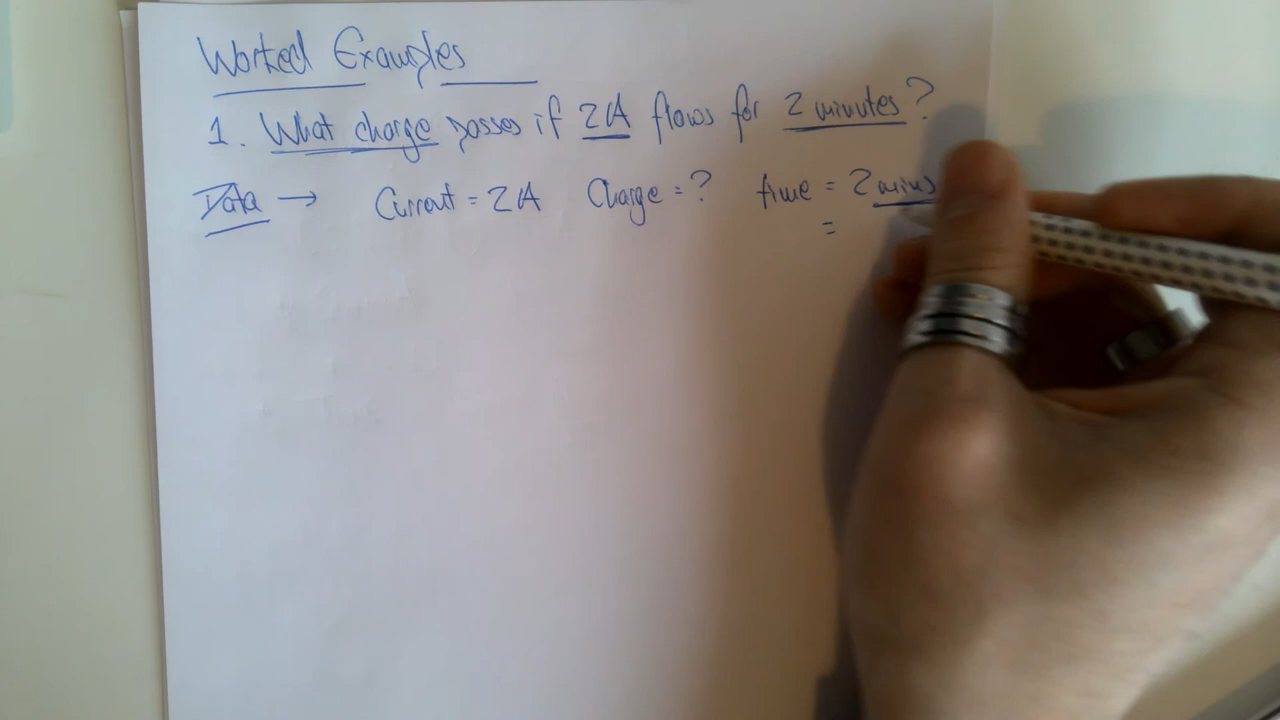 Worked Examples
1. What charge passes if 2A flows for 2 minutes?
Data → Current = 2A Charge = ? time = 2 mins
=